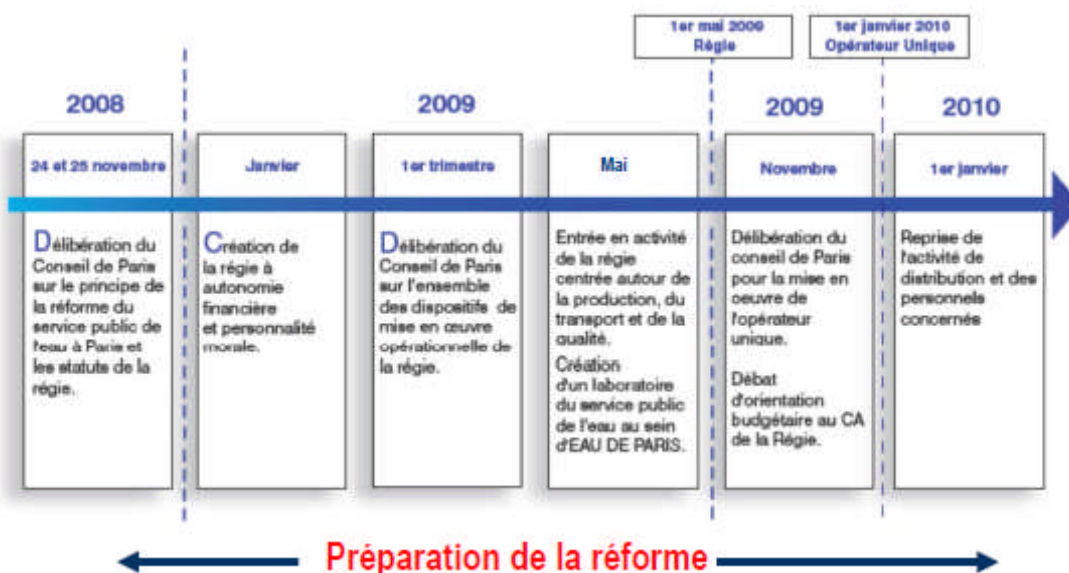 1er mai 2009
Régie
1er janvier 2010
Opérateur Unique
2008
2009
2009
2010
24 et 25 novembre
Délibération du
Conseil de Paris
sur le principe de
la réforme du
service public de
l'eau à Paris et
les statuts de la
régie.
Janvier
Création de
la régie à
autonomie
financière
et personnalité
morale.
1er trimestre
Délibération du
Conseil de Paris
sur l'ensemble
des dispositifs de
mise en œuvre
opérationnelle de
la régie.
Mai
Entrée en activité
de la régie
centrée autour de
la production, du
transport et de la
qualité.
Création
d'un laboratoire
du service public
de l'eau au sein
d'EAU DE PARIS.
Novembre
Délibération du
conseil de Paris
pour la mise en
oeuvre de
l'opérateur
unique.
Débat
d'orientation
budgétaire au CA
de la Régie.
1er janvier
Reprise de
l'activité de
distribution et des
personnels
concernés
Préparation de la réforme